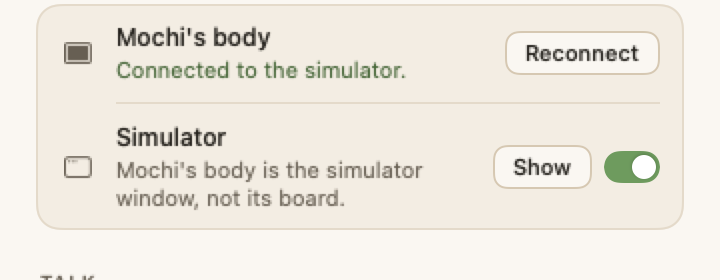 Mochi's body
Connected to the simulator.
Reconnect
Simulator
Mochi's body is the simulator
window, not its board.
Show